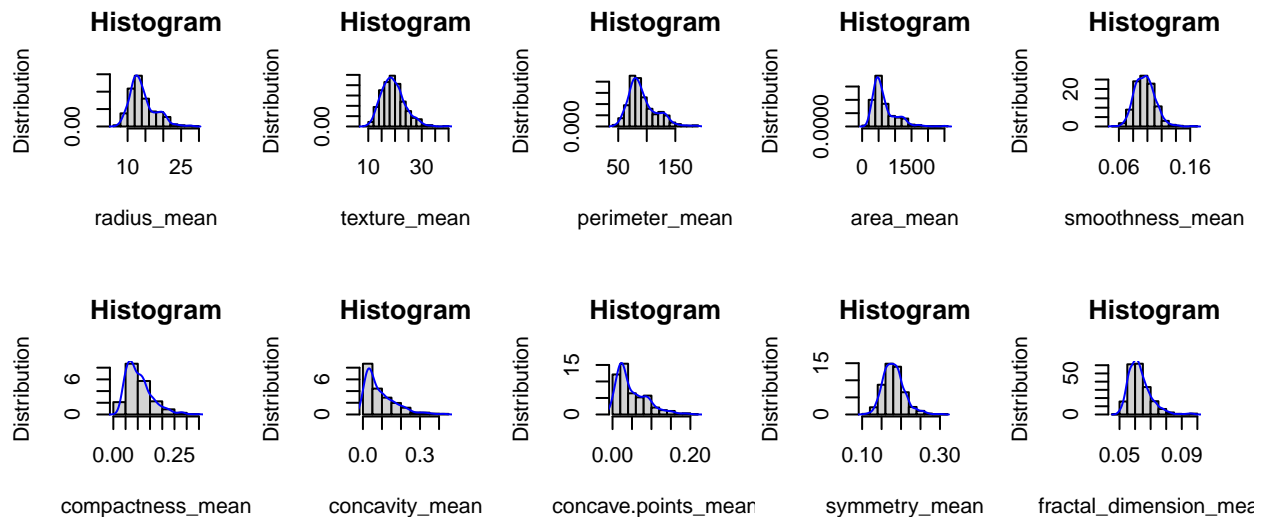 Histogram Histogram Histogram Histogram Histogram
Distribution Distribution Distribution Distribution Distribution
0.00 0.00 0.000 0.0000 0 20
10 25 10 30 50 150 0 1500 0.06 0.16
radius_mean texture_mean perimeter_mean area_mean smoothness_mean
Histogram Histogram Histogram Histogram Histogram
Distribution Distribution Distribution Distribution Distribution
0 6 0 6 0 15 0 15 0 50
0.00 0.25 0.0 0.3 0.00 0.20 0.10 0.30 0.05 0.09
compactness_mean concavity_mean concave.points_mean symmetry_mean fractal_dimension_mea